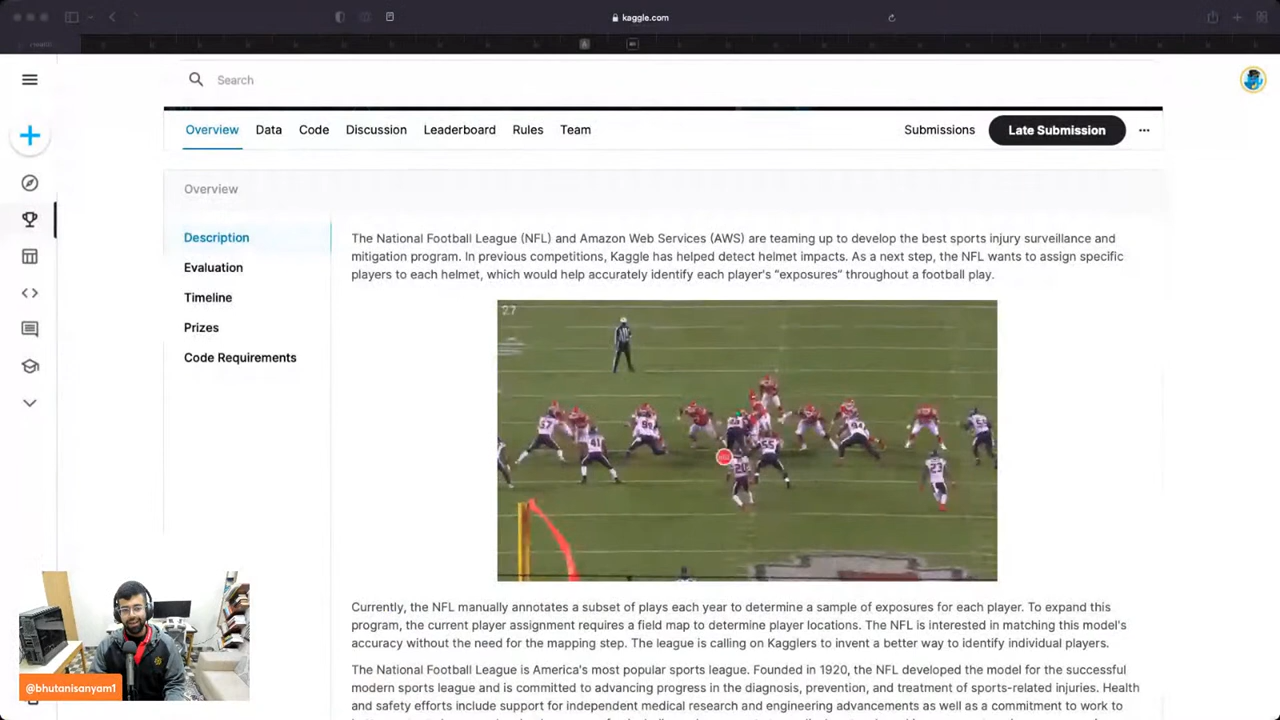 kaggle.com
Search
Overview Data Code Discussion Leaderboard Rules Team Submissions Late Submission
Overview
Description
Evaluation
Timeline
Prizes
Code Requirements
The National Football League (NFL) and Amazon Web Services (AWS) are teaming up to develop the best sports injury surveillance and
mitigation program. In previous competitions, Kaggle has helped detect helmet impacts. As a next step, the NFL wants to assign specific
players to each helmet, which would help accurately identify each player's “exposures” throughout a football play.
2.7
41
94
55
20
23
Currently, the NFL manually annotates a subset of plays each year to determine a sample of exposures for each player. To expand this
program, the current player assignment requires a field map to determine player locations. The NFL is interested in matching this model's
accuracy without the need for the mapping step. The league is calling on Kagglers to invent a better way to identify individual players.
The National Football League is America's most popular sports league. Founded in 1920, the NFL developed the model for the successful
modern sports league and is committed to advancing progress in the diagnosis, prevention, and treatment of sports-related injuries. Health
and safety efforts include support for independent medical research and engineering advancements as well as a commitment to work to
@bhutanisanyam1